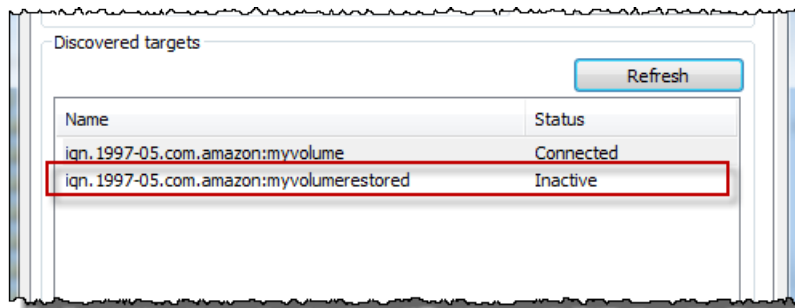 Discovered targets
Refresh
Name Status
iqn.1997-05.com.amazon:myvolume Connected
iqn.1997-05.com.amazon:myvolumerestored Inactive